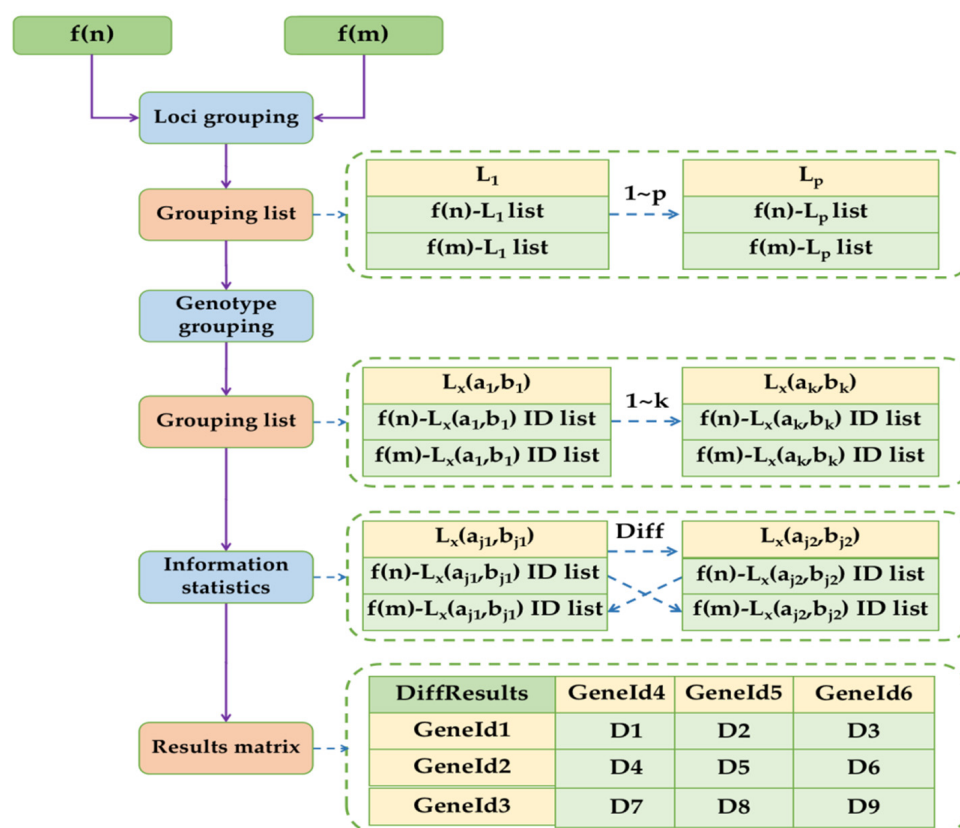 f(n)
f(m)
Loci grouping
Grouping list
L₁
f(n)-L₁ list
f(m)-L₁ list
1~p
Lₚ
f(n)-Lₚ list
f(m)-Lₚ list
Genotype
grouping
Grouping list
Lₓ(a₁,b₁)
f(n)-Lₓ(a₁,b₁) ID list
f(m)-Lₓ(a₁,b₁) ID list
1~k
Lₓ(aₖ,bₖ)
f(n)-Lₓ(aₖ,bₖ) ID list
f(m)-Lₓ(aₖ,bₖ) ID list
Information
statistics
Lₓ(aⱼ₁,bⱼ₁)
f(n)-Lₓ(aⱼ₁,bⱼ₁) ID list
f(m)-Lₓ(aⱼ₁,bⱼ₁) ID list
Diff
Lₓ(aⱼ₂,bⱼ₂)
f(n)-Lₓ(aⱼ₂,bⱼ₂) ID list
f(m)-Lₓ(aⱼ₂,bⱼ₂) ID list
Results matrix
DiffResults GeneId4 GeneId5 GeneId6
GeneId1 D1 D2 D3
GeneId2 D4 D5 D6
GeneId3 D7 D8 D9